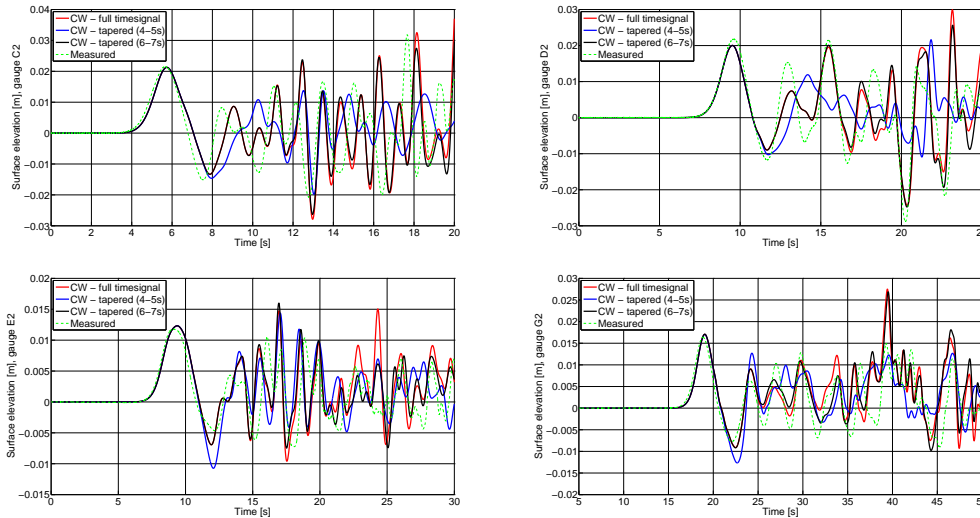 CW − full timesignal
CW − tapered (4−5s)
CW − tapered (6−7s)
Measured
Surface elevation [m], gauge C2
0.04
0.03
0.02
0.01
0
−0.01
−0.02
−0.03
0 2 4 6 8 10 12 14 16 18 20
Time [s]
CW − full timesignal
CW − tapered (4−5s)
CW − tapered (6−7s)
Measured
Surface elevation [m], gauge D2
0.03
0.02
0.01
0
−0.01
−0.02
−0.03
0 5 10 15 20
Time [s]
CW − full timesignal
CW − tapered (4−5s)
CW − tapered (6−7s)
Measured
Surface elevation [m], gauge E2
0.02
0.015
0.01
0.005
0
−0.005
−0.01
−0.015
0 5 10 15 20 25 30
Time [s]
CW − full timesignal
CW − tapered (4−5s)
CW − tapered (6−7s)
Measured
Surface elevation [m], gauge G2
0.03
0.025
0.02
0.015
0.01
0.005
0
−0.005
−0.01
−0.015
−0.02
5 10 15 20 25 30 35 40 45
Time [s]